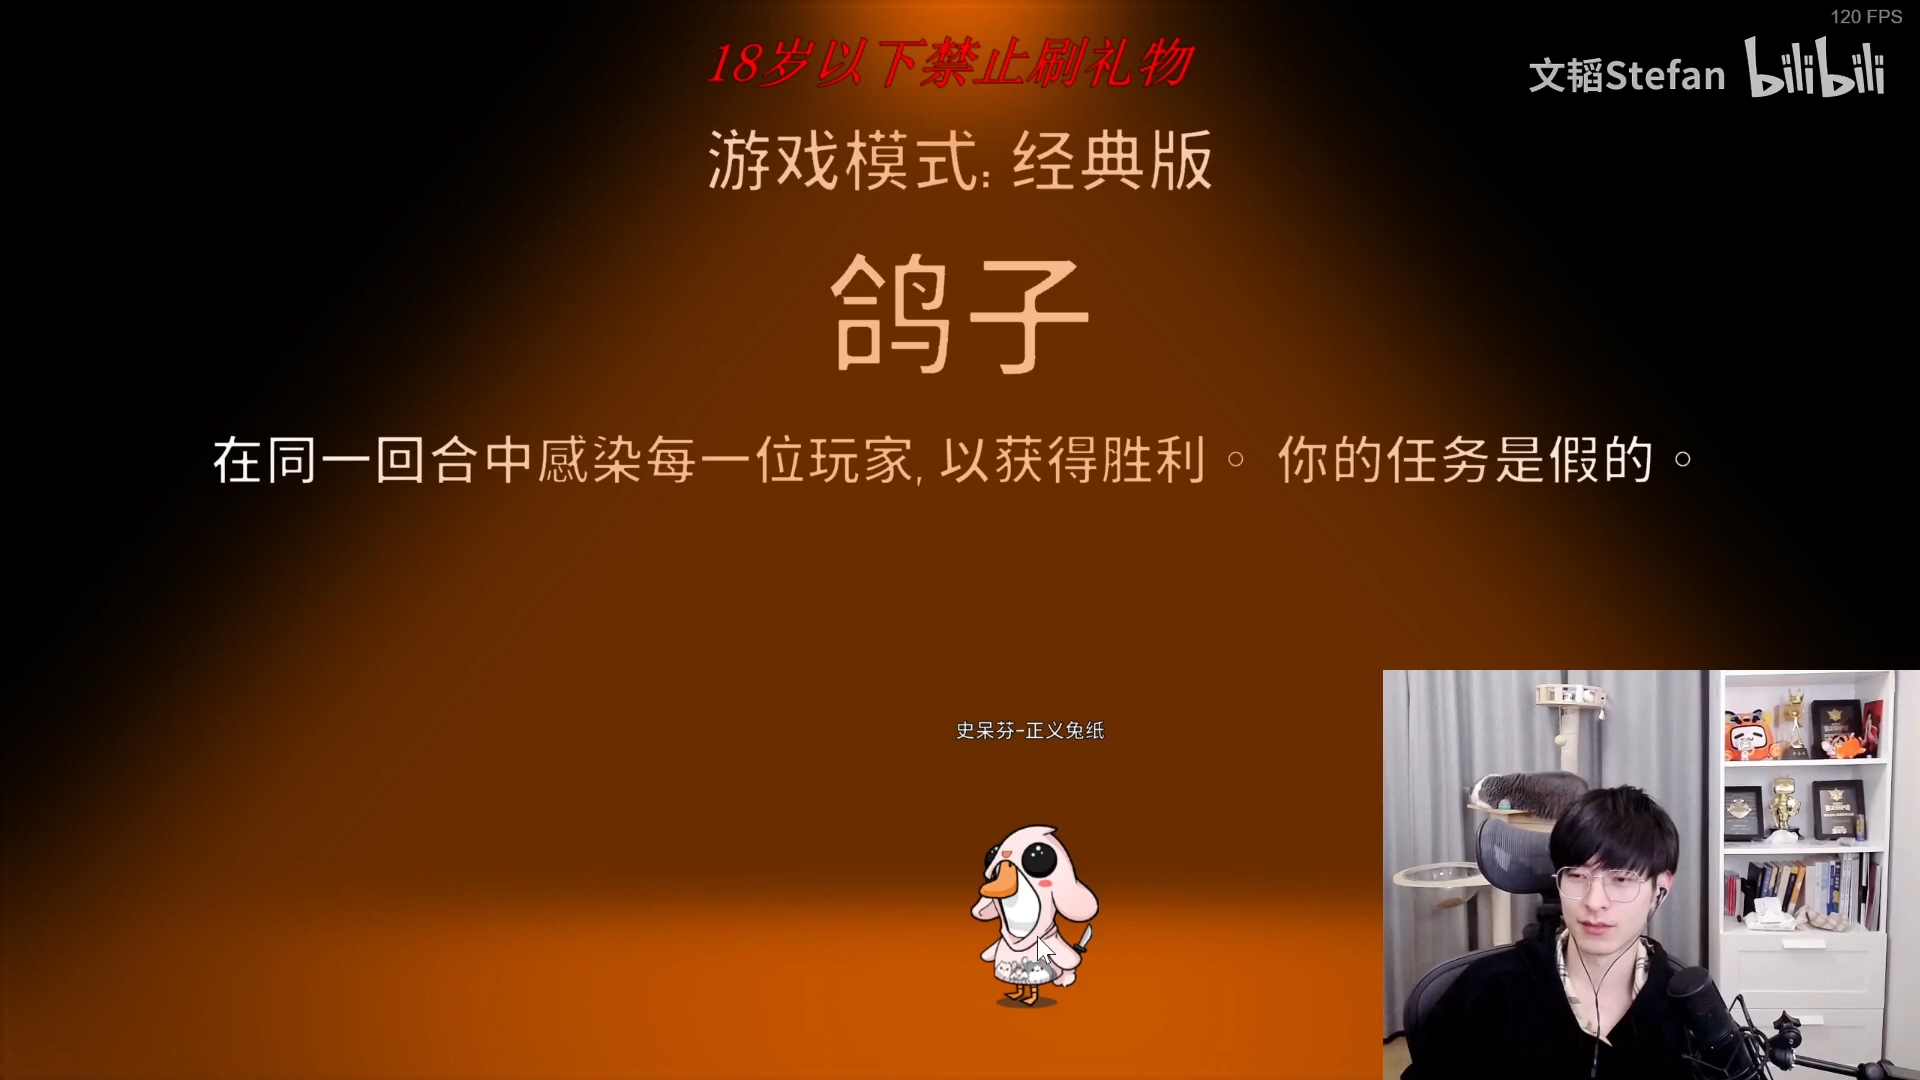 120 FPS
18岁以下禁止刷礼物
文韬Stefan bilibili
游戏模式: 经典版
鸽子
在同一回合中感染每一位玩家, 以获得胜利。 你的任务是假的。
史呆芬-正义兔纸